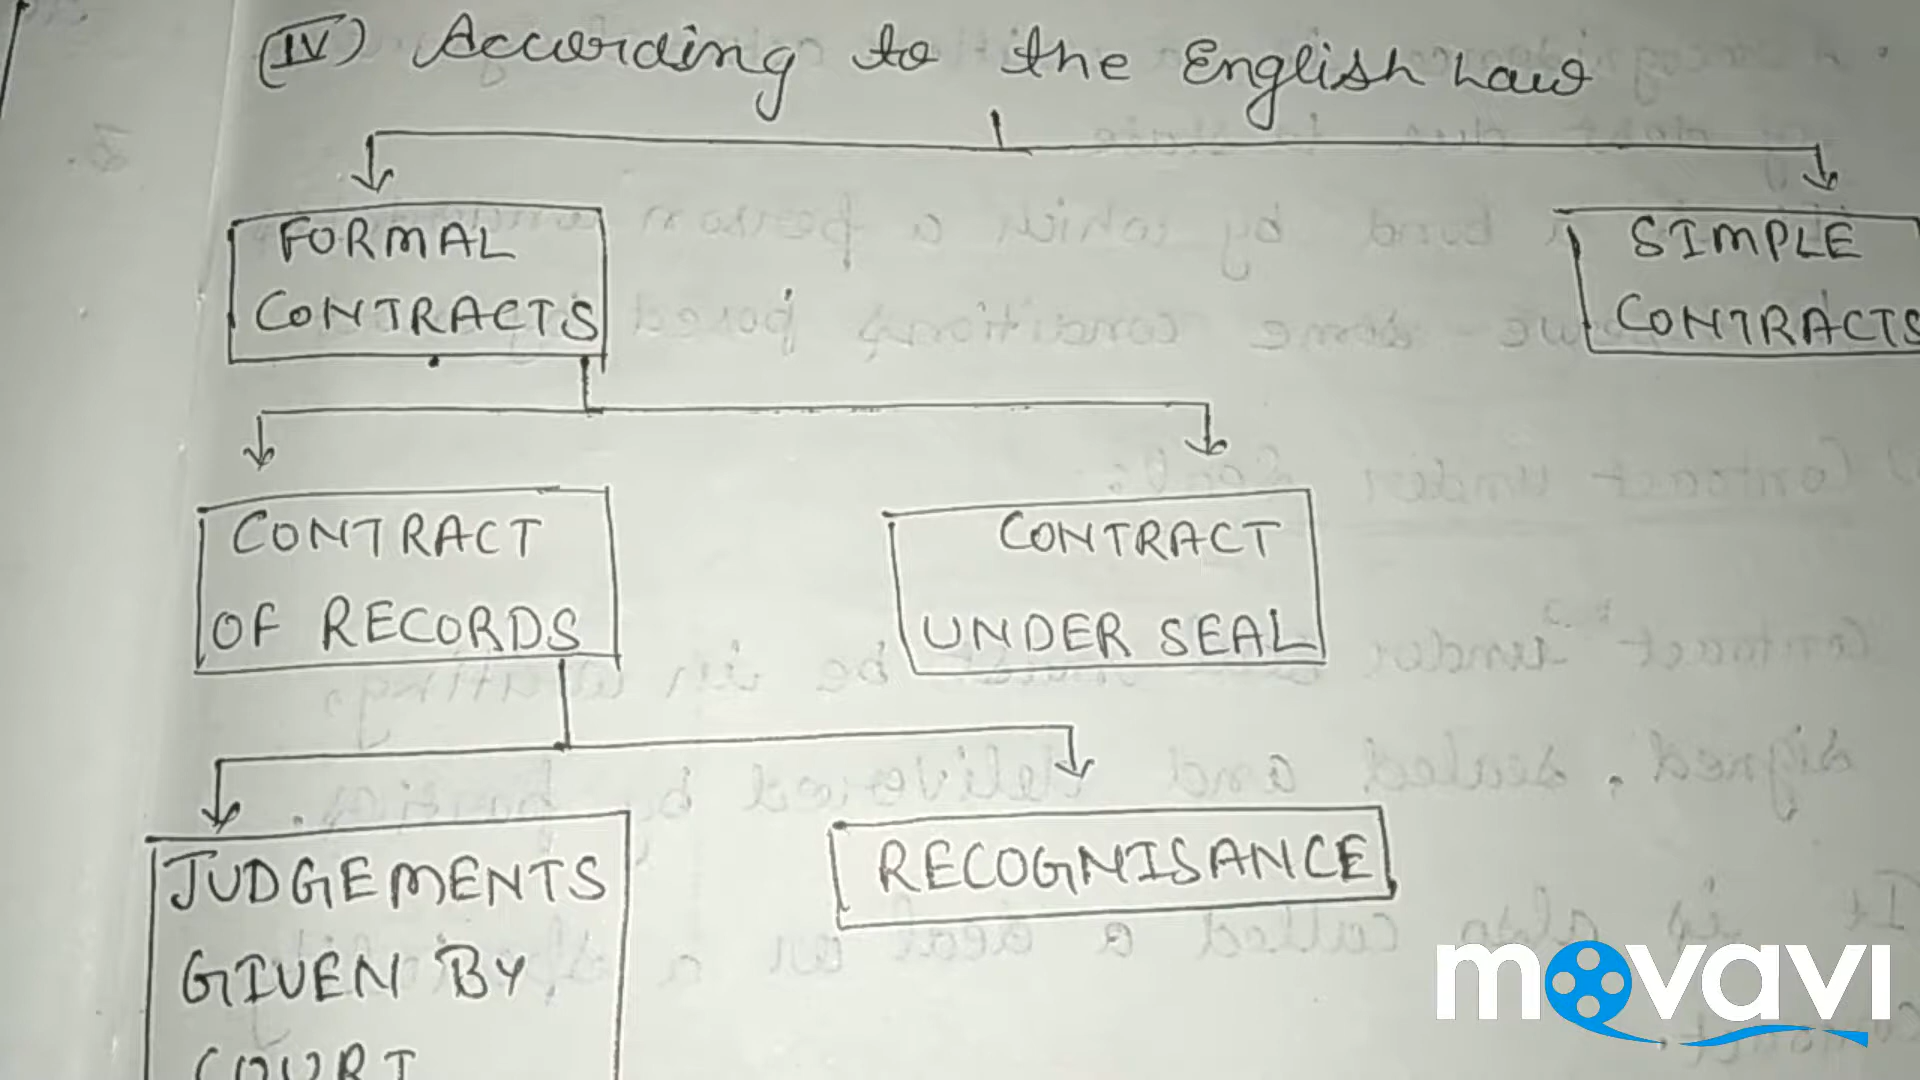 (IV) According to the English Law
FORMAL
CONTRACTS
SIMPLE
CONTRACTS
CONTRACT
OF RECORDS
CONTRACT
UNDER SEAL
JUDGEMENTS
GIVEN BY
COURT
RECOGNISANCE
movavi